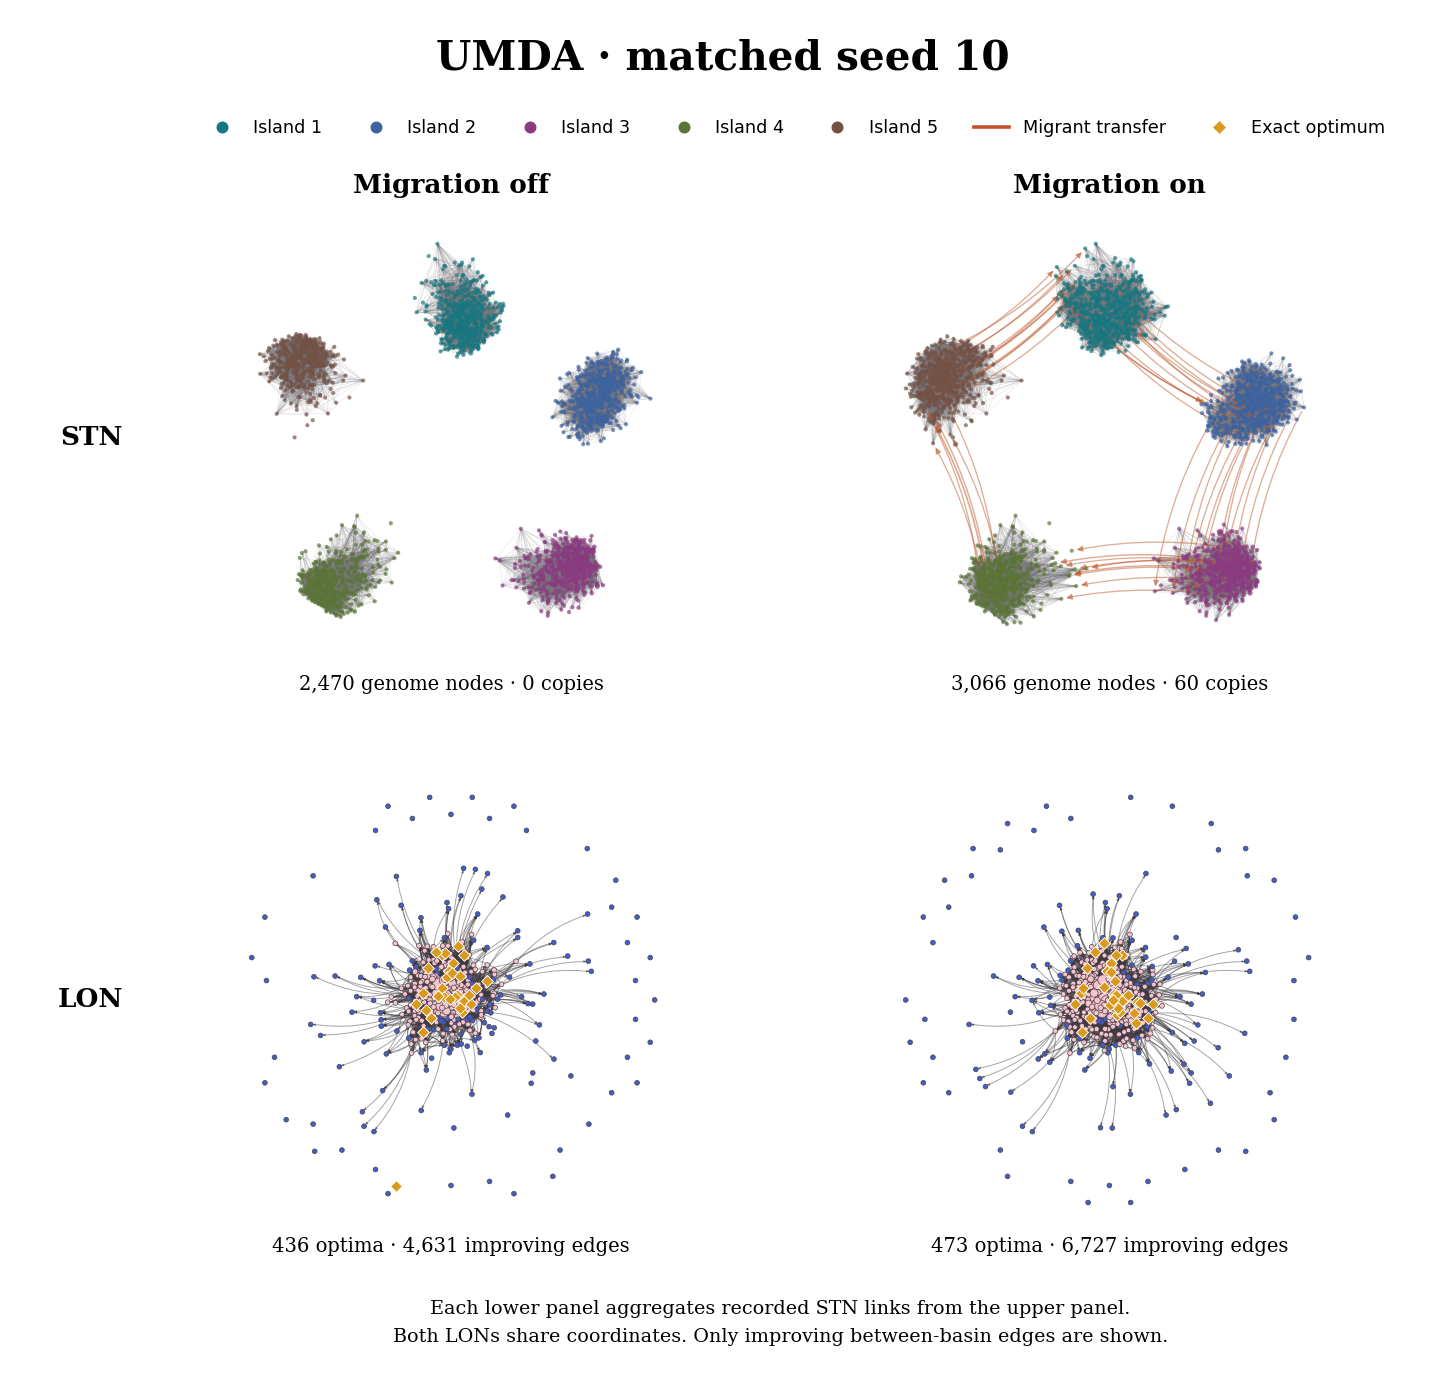 UMDA · matched seed 10
Island 1
Island 2
Island 3
Island 4
Island 5
Migrant transfer
Exact optimum
Migration off
Migration on
STN
2,470 genome nodes · 0 copies
3,066 genome nodes · 60 copies
LON
436 optima · 4,631 improving edges
473 optima · 6,727 improving edges
Each lower panel aggregates recorded STN links from the upper panel.
Both LONs share coordinates. Only improving between-basin edges are shown.